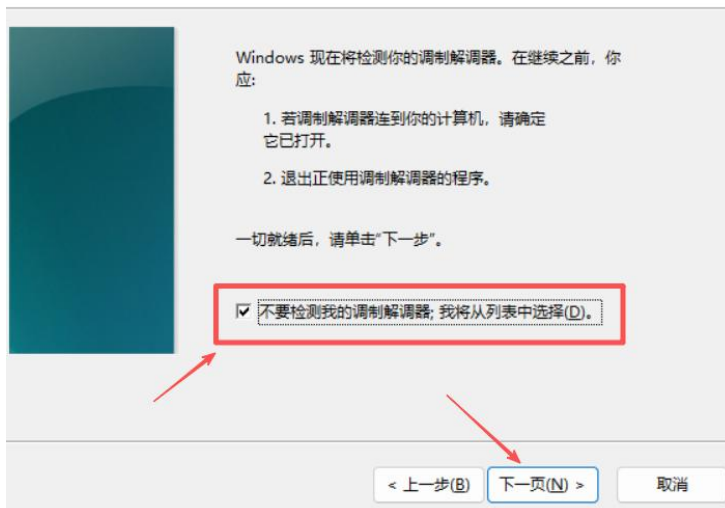 Windows 现在将检测你的调制解调器。在继续之前，你
应:
1. 若调制解调器连到你的计算机，请确定
它已打开。
2. 退出正使用调制解调器的程序。
一切就绪后，请单击"下一步"。
不要检测我的调制解调器; 我将从列表中选择(D)。
< 上一步(B)
下一页(N) >
取消